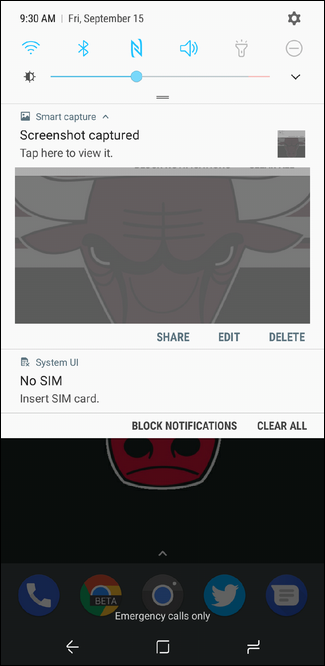 9:30 AM | Fri, September 15
Smart capture
Screenshot captured
Tap here to view it.
SHARE EDIT DELETE
System UI
No SIM
Insert SIM card.
BLOCK NOTIFICATIONS CLEAR ALL
BETA
Emergency calls only